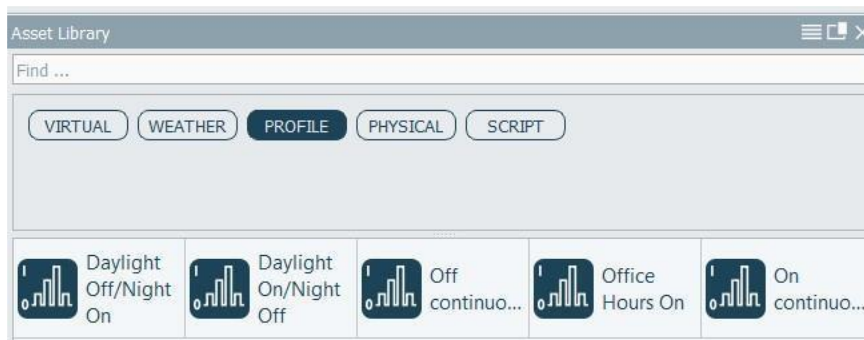 Asset Library
Find ...
VIRTUAL WEATHER PROFILE PHYSICAL SCRIPT
Daylight
Off/Night
On
Daylight
On/Night
Off
Off
continuo...
Office
Hours On
On
continuo...